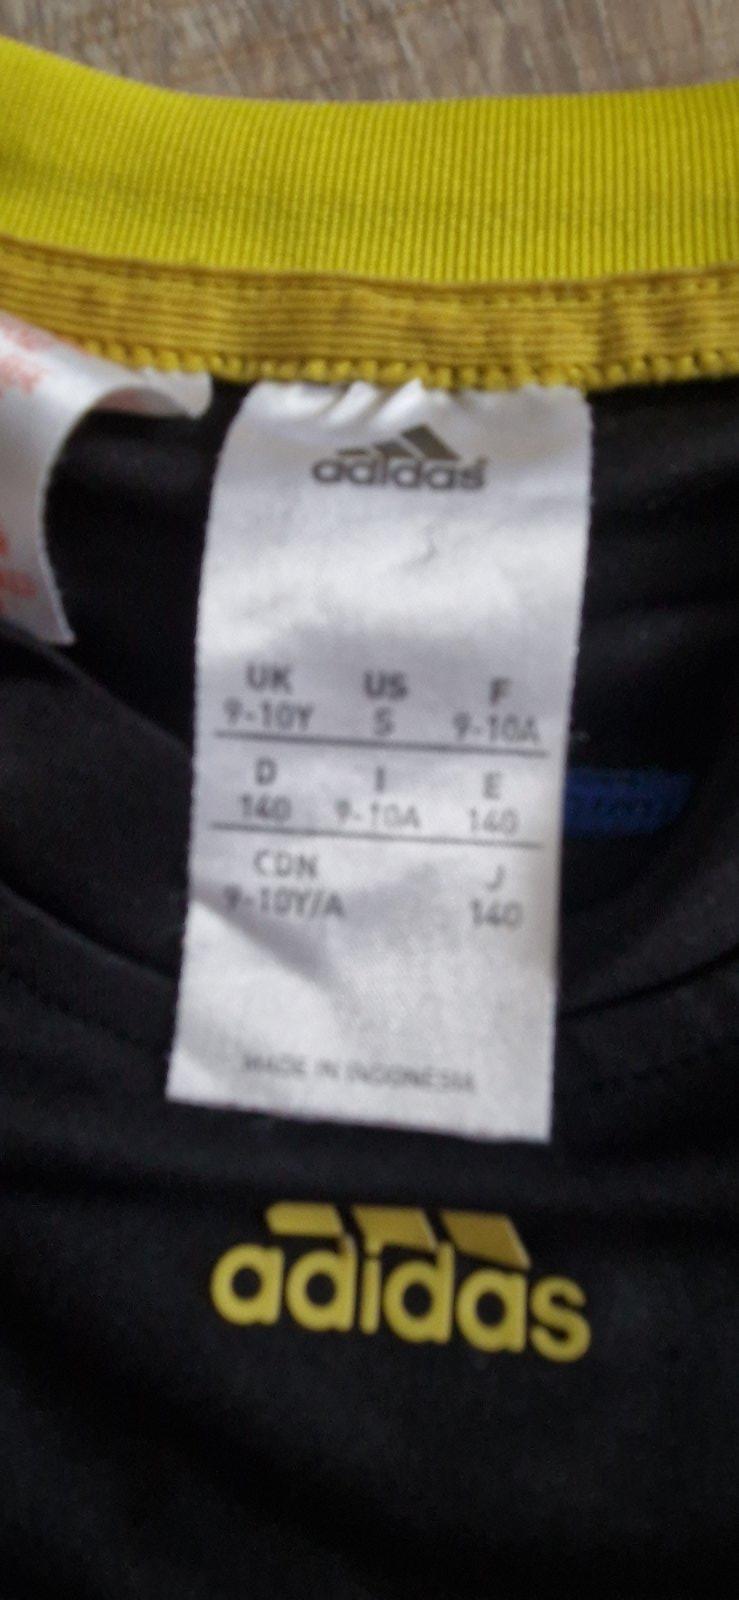 adidas
UK US F
9-10Y S 9-10A
D I E
140 9-10A 140
CDN J
9-10Y/A 140
MADE IN INDONESIA
adidas